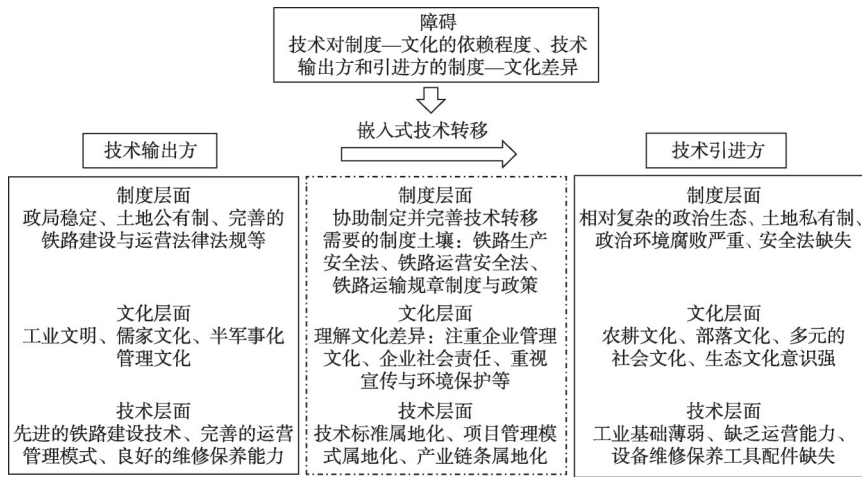 障碍
技术对制度—文化的依赖程度、技术
输出方和引进方的制度—文化差异
嵌入式技术转移
技术输出方
制度层面
政局稳定、土地公有制、完善的
铁路建设与运营法律法规等
文化层面
工业文明、儒家文化、半军事化
管理文化
技术层面
先进的铁路建设技术、完善的运营
管理模式、良好的维修保养能力
制度层面
协助制定并完善技术转移
需要的制度土壤：铁路生产
安全法、铁路运营安全法、
铁路运输规章制度与政策
文化层面
理解文化差异：注重企业管理
文化、企业社会责任、重视
宣传与环境保护等
技术层面
技术标准属地化、项目管理模
式属地化、产业链条属地化
技术引进方
制度层面
相对复杂的政治生态、土地私有制、
政治环境腐败严重、安全法缺失
文化层面
农耕文化、部落文化、多元的
社会文化、生态文化意识强
技术层面
工业基础薄弱、缺乏运营能力、
设备维修保养工具配件缺失